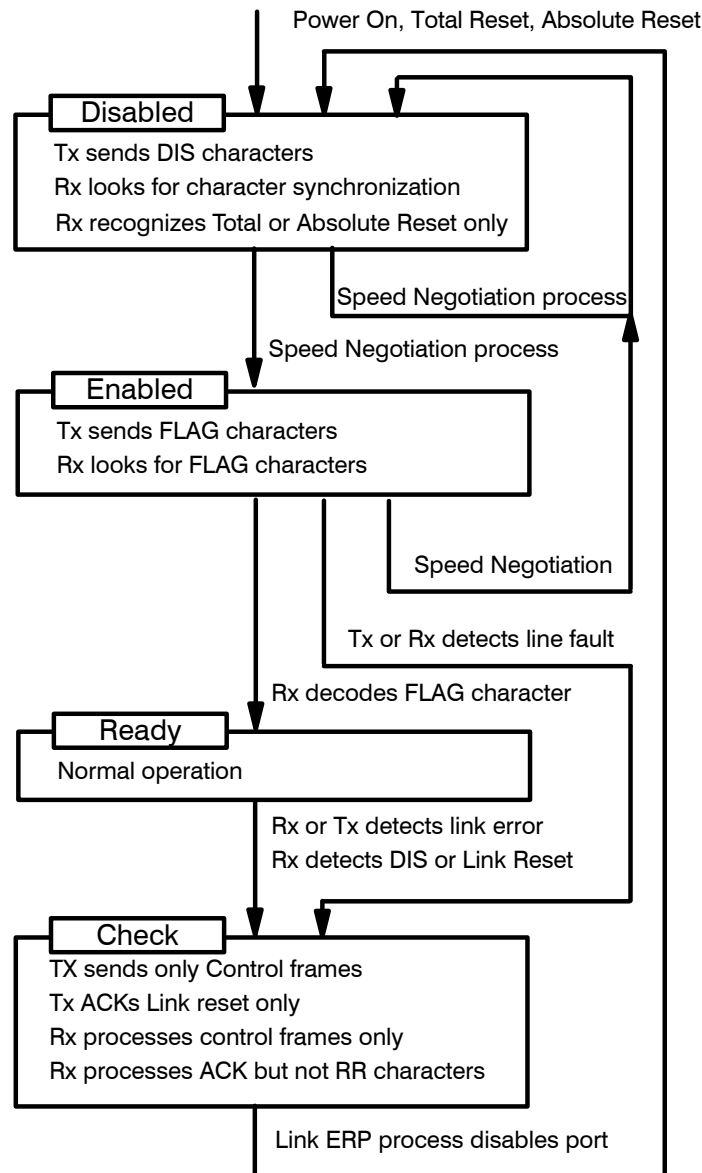 Power On, Total Reset, Absolute Reset
Disabled
Tx sends DIS characters
Rx looks for character synchronization
Rx recognizes Total or Absolute Reset only
Speed Negotiation process
Speed Negotiation process
Enabled
Tx sends FLAG characters
Rx looks for FLAG characters
Speed Negotiation
Tx or Rx detects line fault
Rx decodes FLAG character
Ready
Normal operation
Rx or Tx detects link error
Rx detects DIS or Link Reset
Check
TX sends only Control frames
Tx ACKs Link reset only
Rx processes control frames only
Rx processes ACK but not RR characters
Link ERP process disables port